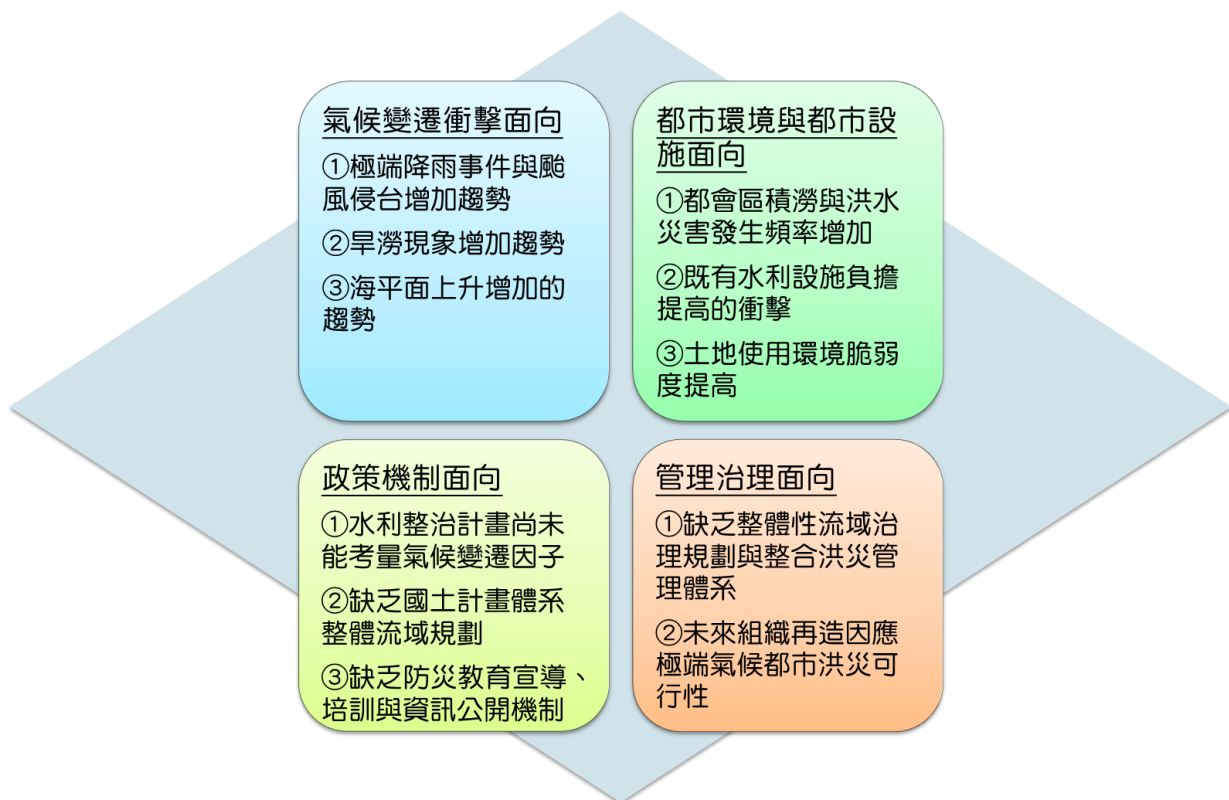 氣候變遷衝擊面向
①極端降雨事件與颱
風侵台增加趨勢
②旱澇現象增加趨勢
③海平面上升增加的
趨勢
都市環境與都市設
施面向
①都會區積澇與洪水
災害發生頻率增加
②既有水利設施負擔
提高的衝擊
③土地使用環境脆弱
度提高
政策機制面向
①水利整治計畫尚未
能考量氣候變遷因子
②缺乏國土計畫體系
整體流域規劃
③缺乏防災教育宣導、
培訓與資訊公開機制
管理治理面向
①缺乏整體性流域治
理規劃與整合洪災管
理體系
②未來組織再造因應
極端氣候都市洪災可
行性